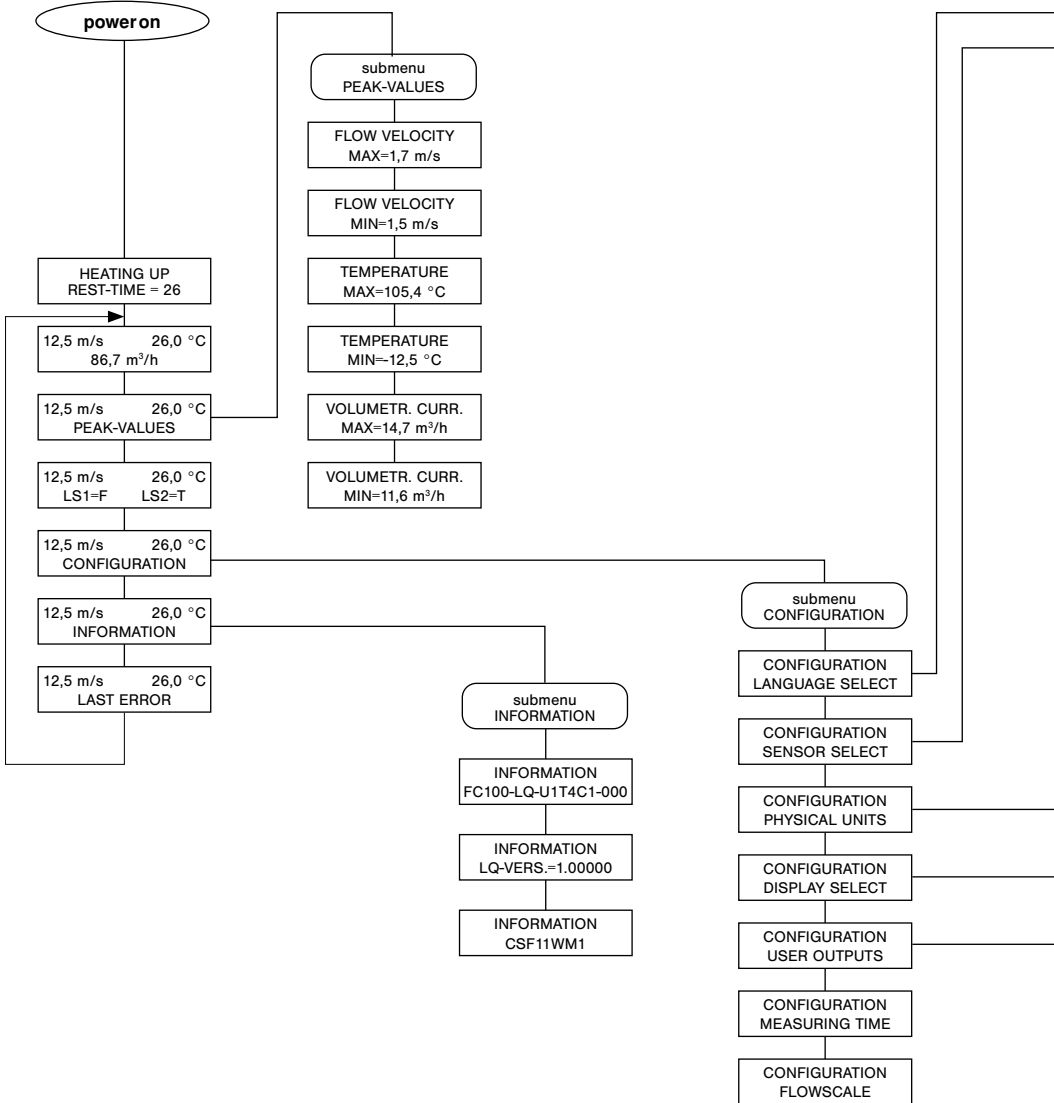 power on
HEATING UP
REST-TIME = 26
12,5 m/s 26,0 °C
86,7 m³/h
12,5 m/s 26,0 °C
PEAK-VALUES
12,5 m/s 26,0 °C
LS1=F LS2=T
12,5 m/s 26,0 °C
CONFIGURATION
12,5 m/s 26,0 °C
INFORMATION
12,5 m/s 26,0 °C
LAST ERROR
submenu
PEAK-VALUES
FLOW VELOCITY
MAX=1,7 m/s
FLOW VELOCITY
MIN=1,5 m/s
TEMPERATURE
MAX=105,4 °C
TEMPERATURE
MIN=-12,5 °C
VOLUMETR. CURR.
MAX=14,7 m³/h
VOLUMETR. CURR.
MIN=11,6 m³/h
submenu
INFORMATION
INFORMATION
FC100-LQ-U1T4C1-000
INFORMATION
LQ-VERS.=1.00000
INFORMATION
CSF11WM1
submenu
CONFIGURATION
CONFIGURATION
LANGUAGE SELECT
CONFIGURATION
SENSOR SELECT
CONFIGURATION
PHYSICAL UNITS
CONFIGURATION
DISPLAY SELECT
CONFIGURATION
USER OUTPUTS
CONFIGURATION
MEASURING TIME
CONFIGURATION
FLOWSCALE